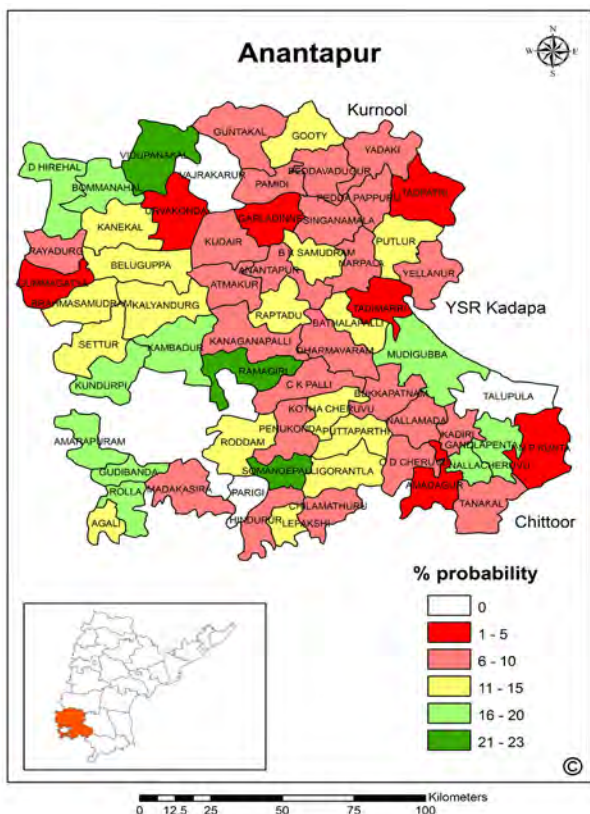 Anantapur
N
W
E
S
Kurnool
GUNTAKAL
GOOTY
YADAKI
D HIREHAL
VIDUPANAKAL
VAJRAKARUR
PEDDAVADUGUR
BOMMANAHAL
PAMIDI
PEDDA PAPPURU
TADPATRI
URVAKONDA
GARLADINNE
SINGANAMALA
KANEKAL
KUDAIR
PUTLUR
RAYADURG
B K SAMUDRAM
NARPALA
BELUGUPPA
ANANTAPUR
YELLANUR
ATMAKUR
BRAHMASAMUDRAM
KALYANDURG
RAPTADU
TADIMARRI
YSR Kadapa
BATHALAPALLI
SETTUR
KAMBADUR
KANAGANAPALLI
DHARMAVARAM
MUDIGUBBA
RAMAGIRI
KUNDURPI
C K PALLI
BUKKAPATNAM
TALUPULA
KOTHA CHERUVU
AMARAPURAM
RODDAM
PENUKONDA
PUTTAPARTHI
NALLAMADA
KADIRI
GANDLAPENTA
N P KUNTA
GUDIBANDA
SOMANDEPALLI
GORANTLA
O D CHERUVU
NALLACHERUVU
ROLLA
MADAKASIRA
PARIGI
AMADAGUR
AGALI
HINDUPUR
CHILAMATHURU
LEPAKSHI
TANAKAL
Chittoor
% probability
0
1 - 5
6 - 10
11 - 15
16 - 20
21 - 23
©
Kilometers
0 12.5 25 50 75 100